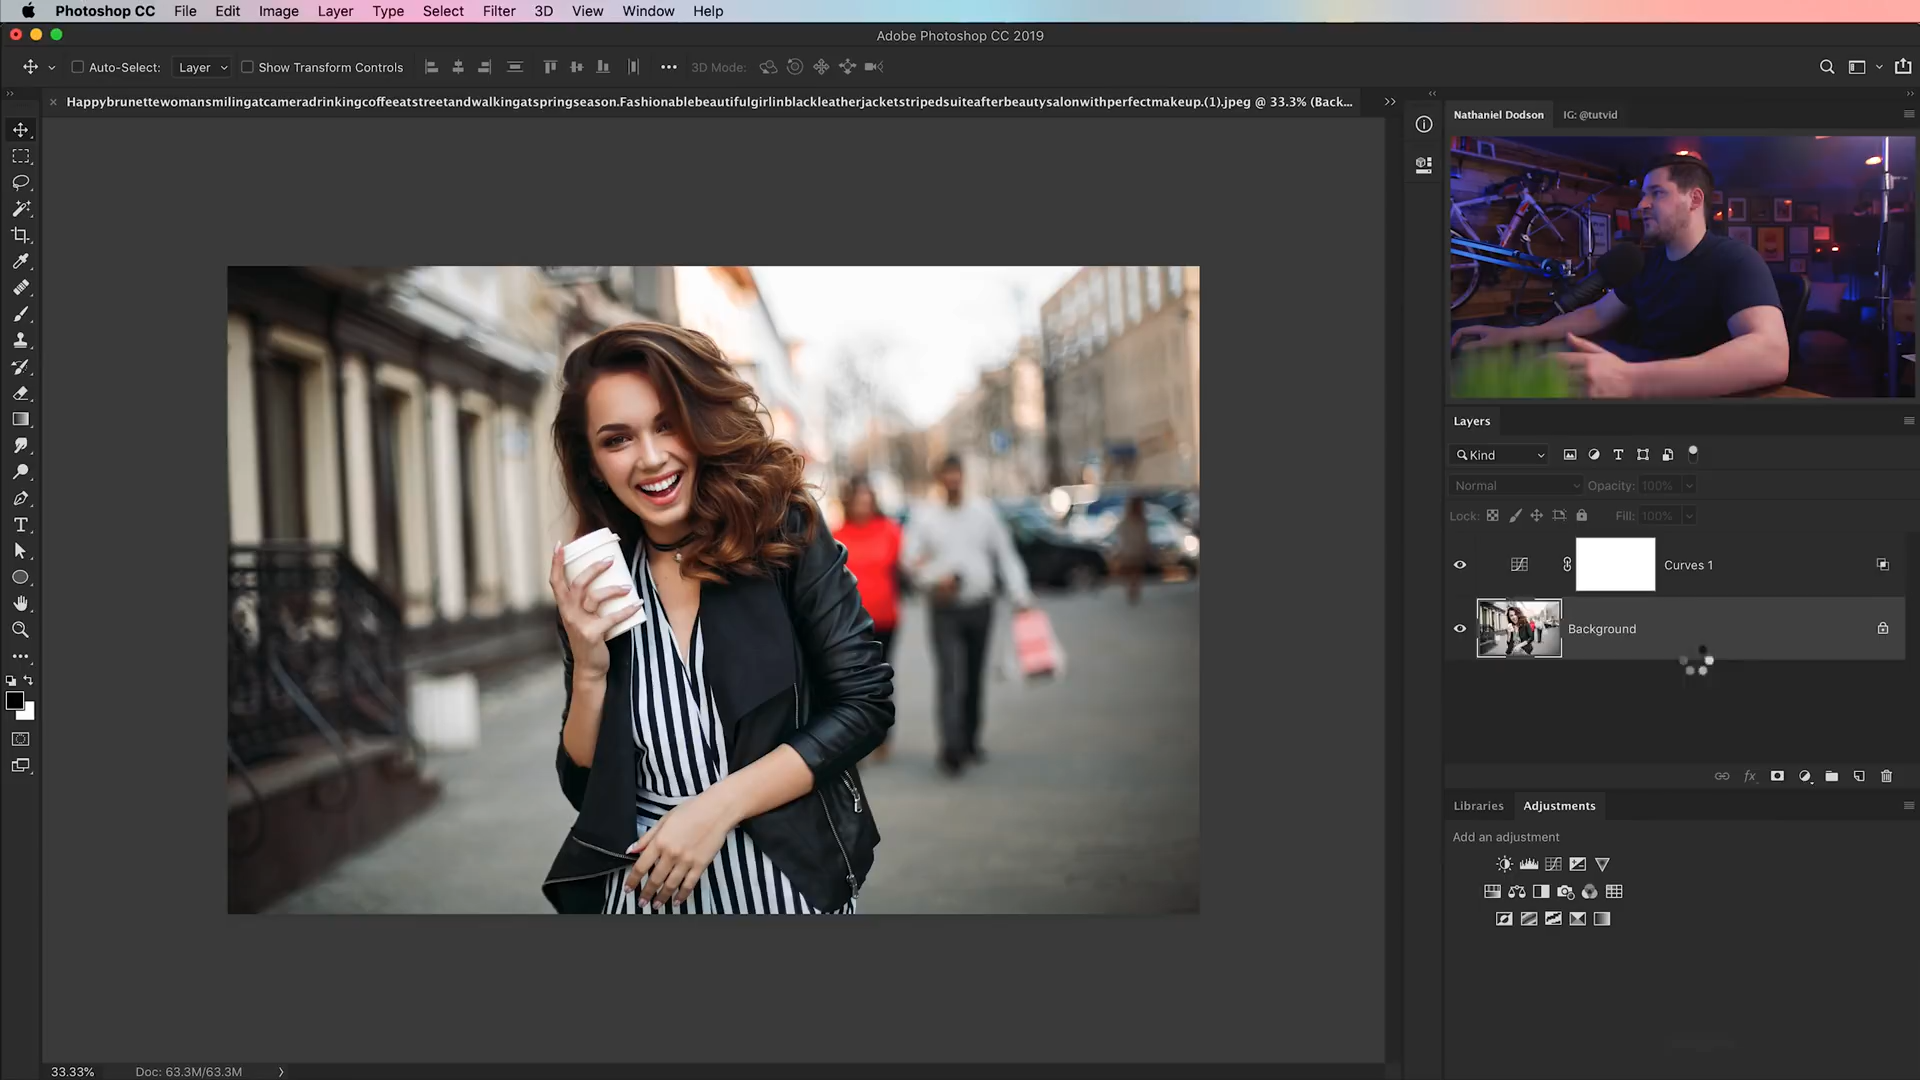 Photoshop CC File Edit Image Layer Type Select Filter 3D View Window Help
Adobe Photoshop CC 2019
Auto-Select: Layer Show Transform Controls 3D Mode:
HappybrunettewomansmilingatcameradrinkingcoffeeatstreetandwalkingatspringseasonFashionablebeautifulgirlinblackleatherjacketstripedsuiteafterbeautysalonwithperfectmakeup.(1).jpeg @ 33.3% (Back...
Nathaniel Dodson IG: @tutvid
Layers
Kind
Normal Opacity: 100%
Lock: Fill: 100%
Curves 1
Background
fx
Libraries Adjustments
Add an adjustment
33.33% Doc: 63.3M/63.3M